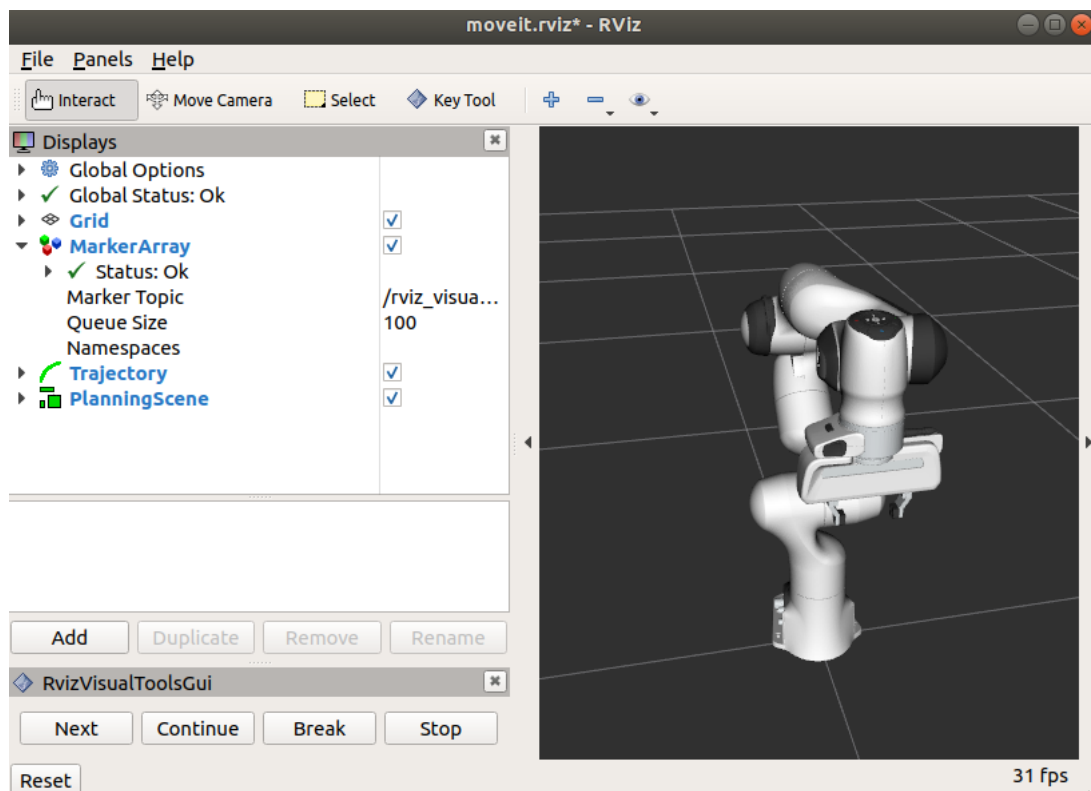 moveit.rviz* - RViz
File Panels Help
Interact Move Camera Select Key Tool
Displays
Global Options
Global Status: Ok
Grid
MarkerArray
Status: Ok
Marker Topic /rviz_visua...
Queue Size 100
Namespaces
Trajectory
PlanningScene
Add Duplicate Remove Rename
RvizVisualToolsGui
Next Continue Break Stop
Reset 31 fps